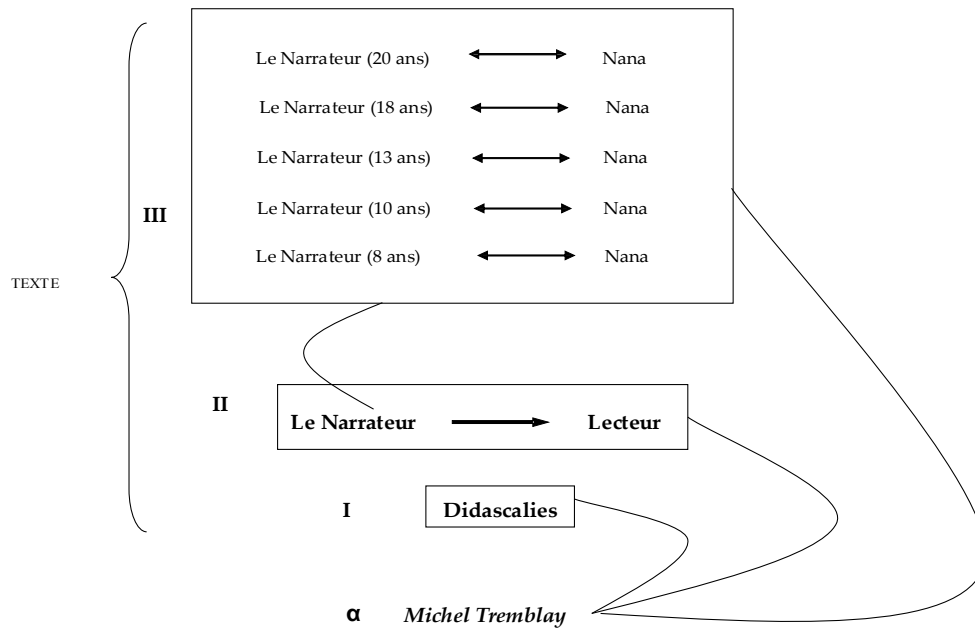 Le Narrateur (20 ans) Nana
Le Narrateur (18 ans) Nana
Le Narrateur (13 ans) Nana
III Le Narrateur (10 ans) Nana
Le Narrateur (8 ans) Nana
TEXTE
II Le Narrateur Lecteur
I Didascalies
α Michel Tremblay